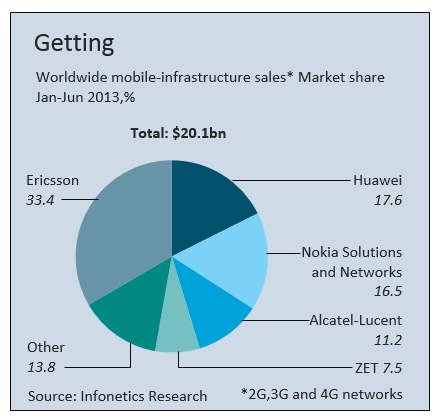 Getting
Worldwide mobile-infrastructure sales* Market share
Jan-Jun 2013,%
Total: $20.1bn
Ericsson
33.4
Huawei
17.6
Nokia Solutions
and Networks
16.5
Alcatel-Lucent
11.2
Other
13.8
ZET 7.5
Source: Infonetics Research
*2G,3G and 4G networks